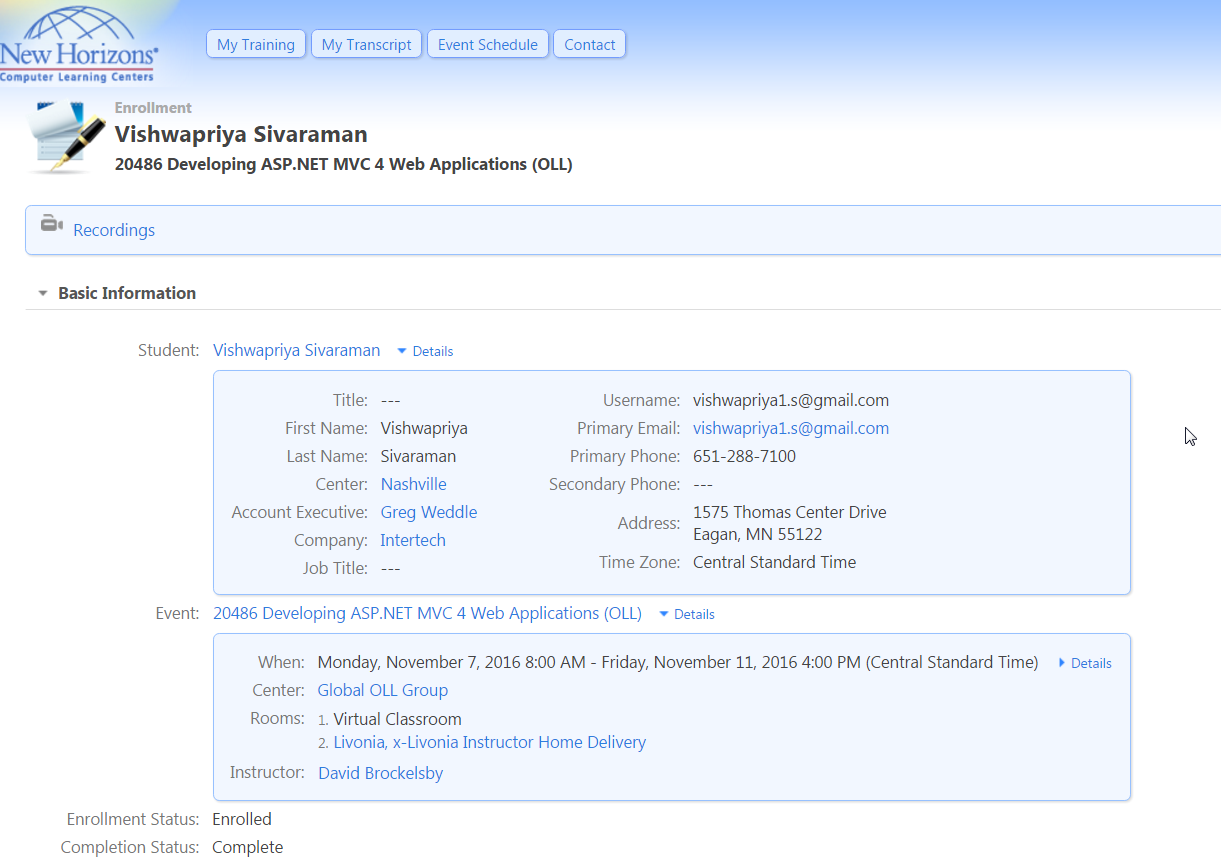 New Horizons®
Computer Learning Centers
My Training
My Transcript
Event Schedule
Contact
Enrollment
Vishwapriya Sivaraman
20486 Developing ASP.NET MVC 4 Web Applications (OLL)
Recordings
Basic Information
Student: Vishwapriya Sivaraman Details
Title: --- Username: vishwapriya1.s@gmail.com
First Name: Vishwapriya Primary Email: vishwapriya1.s@gmail.com
Last Name: Sivaraman Primary Phone: 651-288-7100
Center: Nashville Secondary Phone: ---
Account Executive: Greg Weddle Address: 1575 Thomas Center Drive
Eagan, MN 55122
Company: Intertech
Time Zone: Central Standard Time
Job Title: ---
Event: 20486 Developing ASP.NET MVC 4 Web Applications (OLL) Details
When: Monday, November 7, 2016 8:00 AM - Friday, November 11, 2016 4:00 PM (Central Standard Time) Details
Center: Global OLL Group
Rooms: 1. Virtual Classroom
2. Livonia, x-Livonia Instructor Home Delivery
Instructor: David Brockelsby
Enrollment Status: Enrolled
Completion Status: Complete